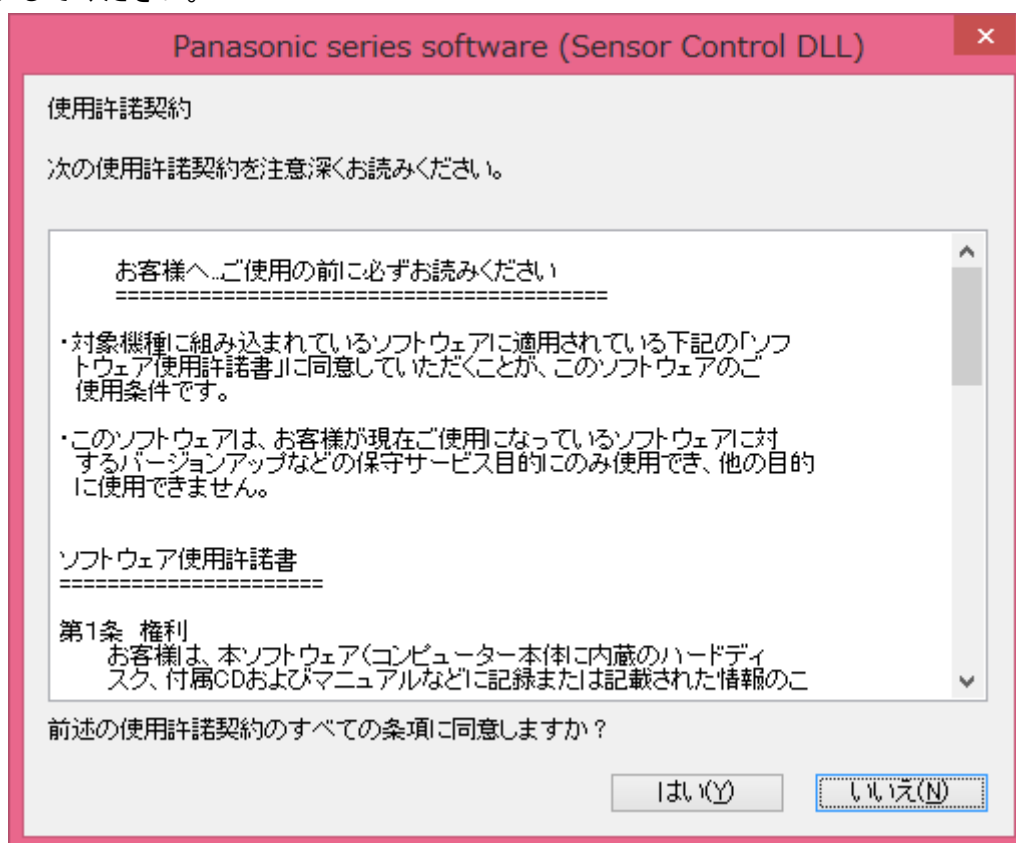 してください。
Panasonic series software (Sensor Control DLL)
使用許諾契約
次の使用許諾契約を注意深くお読みください。
お客様へ…ご使用の前に必ずお読みください
=========================================
・対象機種に組み込まれているソフトウェアに適用されている下記の「ソフ
トウェア使用許諾書」に同意していただくことが、このソフトウェアのご
使用条件です。
・このソフトウェアは、お客様が現在ご使用になっているソフトウェアに対
するバージョンアップなどの保守サービス目的にのみ使用でき、他の目的
に使用できません。
ソフトウェア使用許諾書
======================
第1条 権利
お客様は、本ソフトウェア(コンピューター本体に内蔵のハードディ
スク、付属CDおよびマニュアルなどに記録または記載された情報のこ
前述の使用許諾契約のすべての条項に同意しますか?
はい(Y)
いいえ(N)